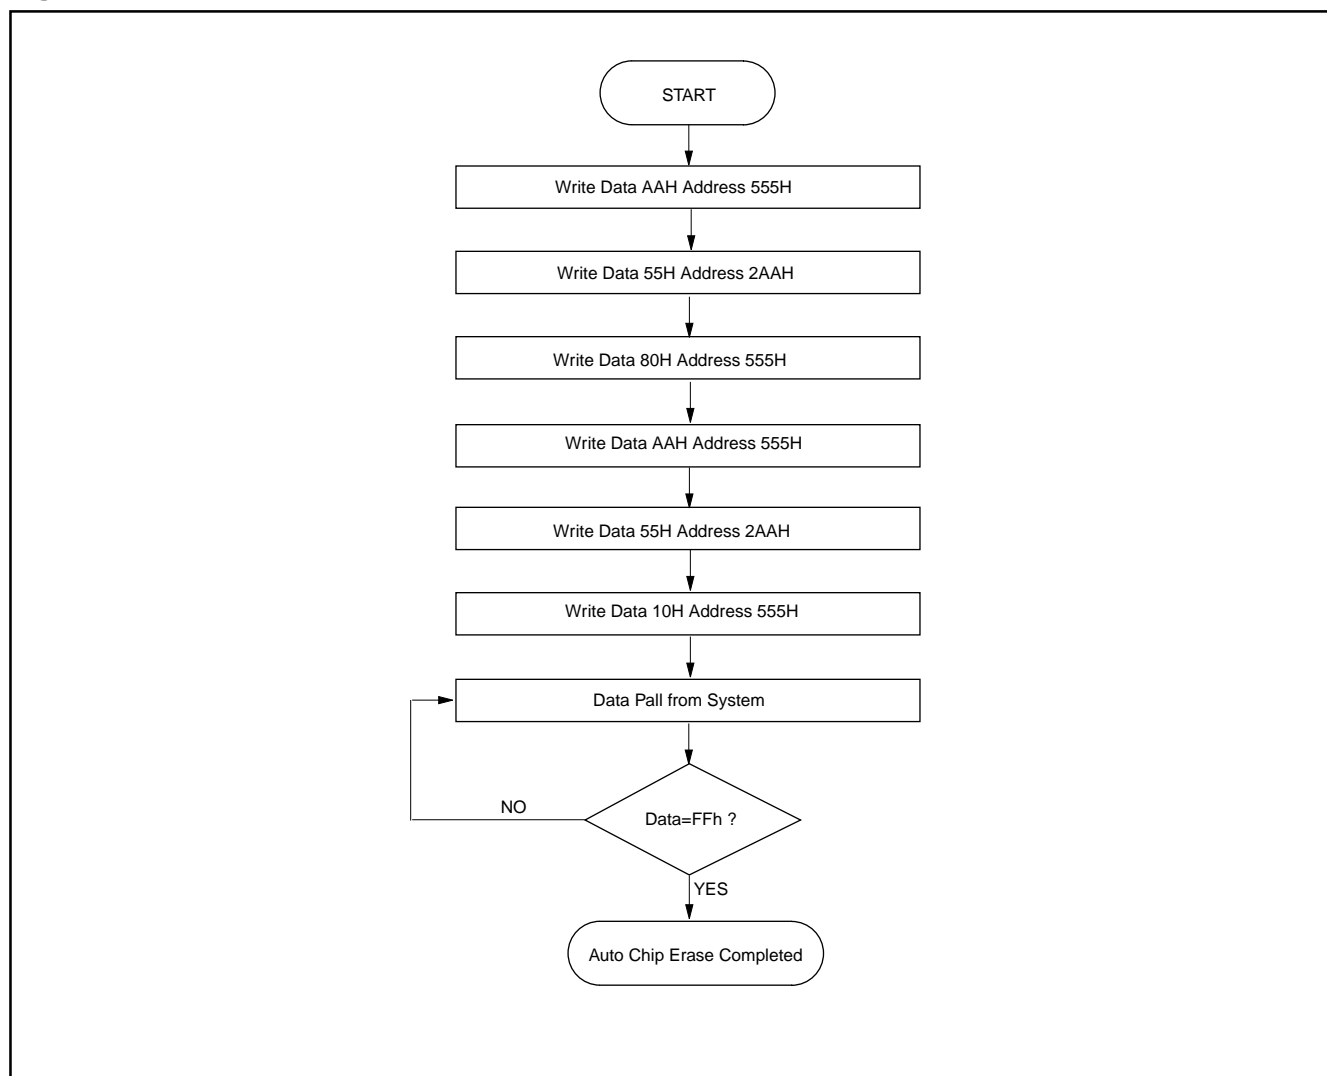 START
Write Data AAH Address 555H
Write Data 55H Address 2AAH
Write Data 80H Address 555H
Write Data AAH Address 555H
Write Data 55H Address 2AAH
Write Data 10H Address 555H
Data Pall from System
NO
Data=FFh ?
YES
Auto Chip Erase Completed